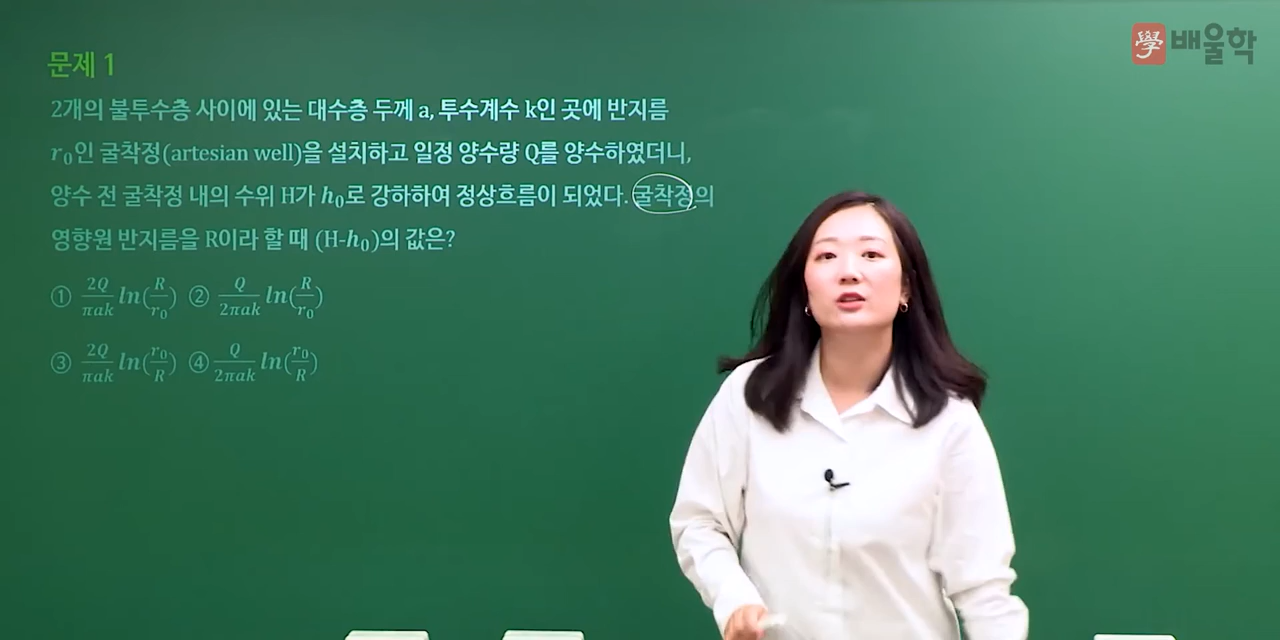 學 배울학
문제 1
2개의 불투수층 사이에 있는 대수층 두께 a, 투수계수 k인 곳에 반지름
r₀인 굴착정(artesian well)을 설치하고 일정 양수량 Q를 양수하였더니,
양수 전 굴착정 내의 수위 H가 h₀로 강하하여 정상흐름이 되었다. 굴착정의
영향원 반지름을 R이라 할 때 (H-h₀)의 값은?
① 2Q/πak ln(R/r₀) ② Q/2πak ln(R/r₀)
③ 2Q/πak ln(r₀/R) ④ Q/2πak ln(r₀/R)